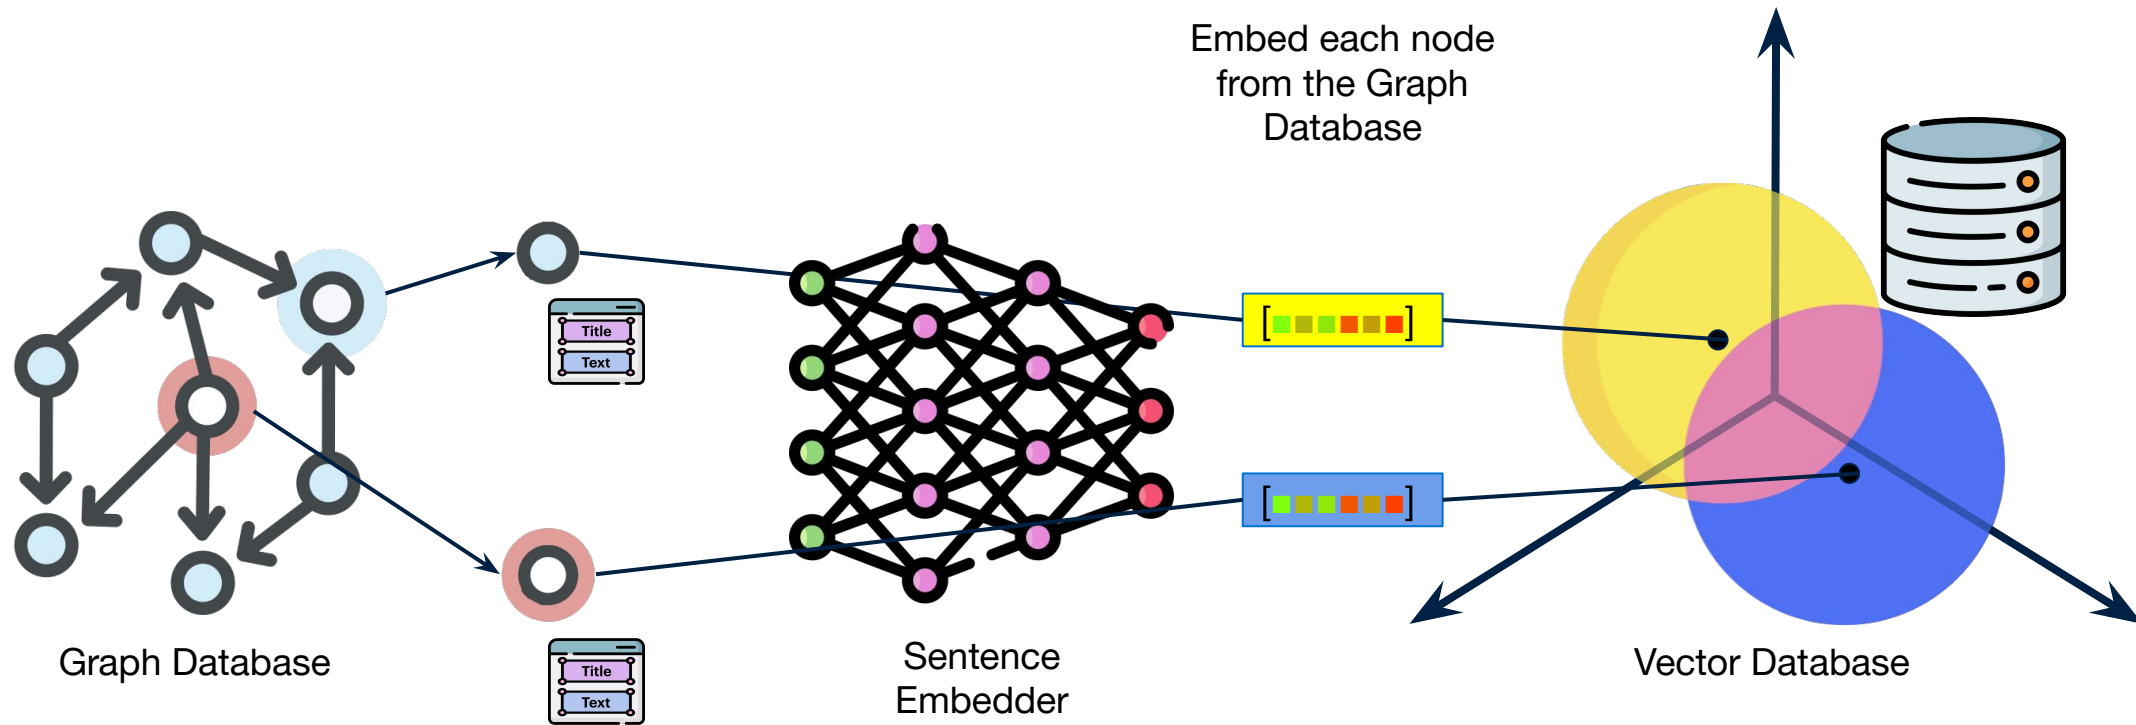 Embed each node
from the Graph
Database
Title
Text
[
]
[
]
Title
Text
Graph Database
Sentence
Embedder
Vector Database